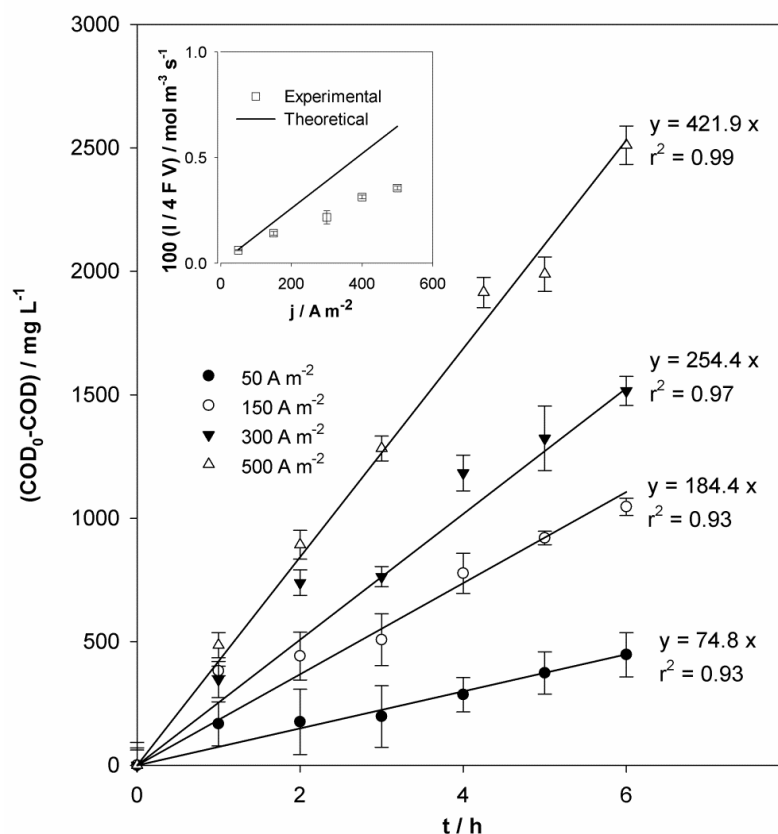 3000
2500
2000
1500
1000
500
0
(COD₀-COD) / mg L⁻¹
0 2 4 6
t / h
1.0
0.5
0.0
100 (I / 4 F V) / mol m⁻³ s⁻¹
0 200 400 600
j / A m⁻²
Experimental
Theoretical
50 A m⁻²
150 A m⁻²
300 A m⁻²
500 A m⁻²
y = 421.9 x
r² = 0.99
y = 254.4 x
r² = 0.97
y = 184.4 x
r² = 0.93
y = 74.8 x
r² = 0.93